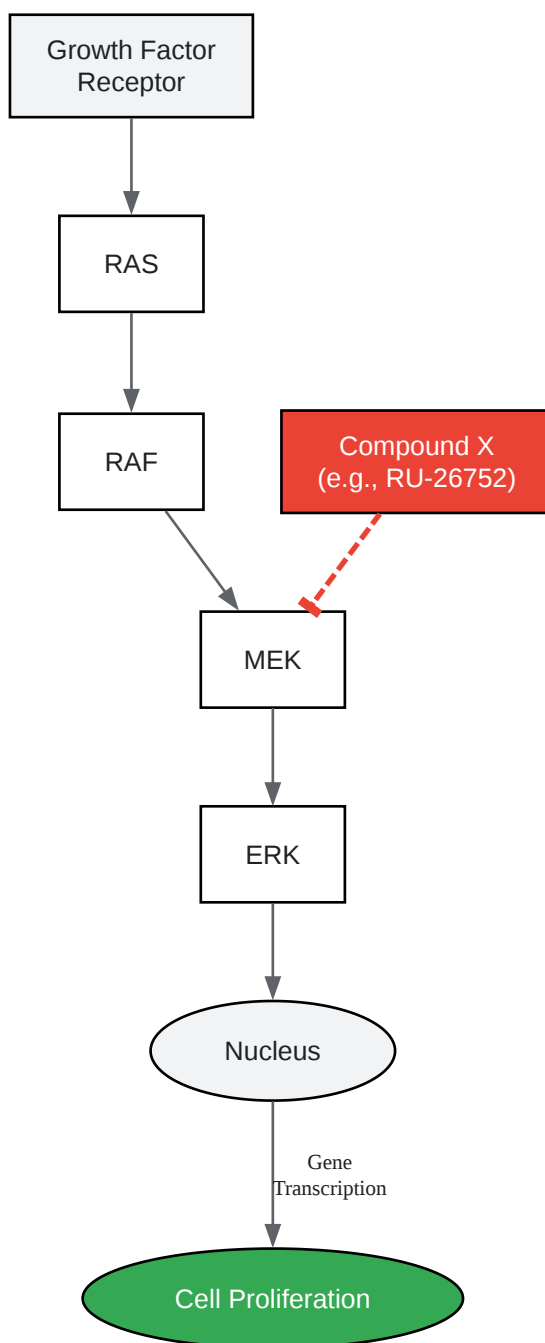 Growth Factor
Receptor
RAS
RAF
Compound X
(e.g., RU-26752)
MEK
ERK
Nucleus
Gene
Transcription
Cell Proliferation